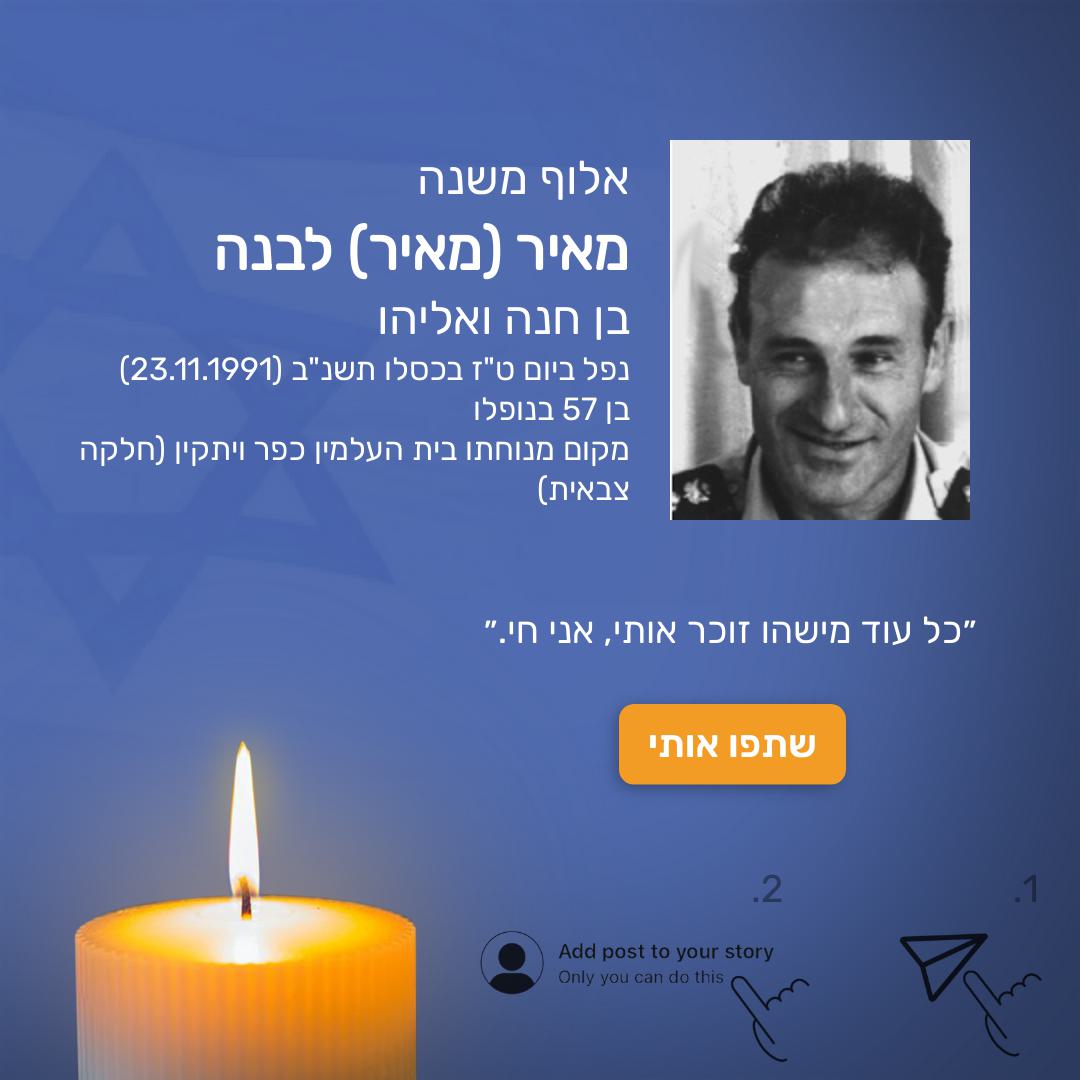 אלוף משנה
מאיר (מאיר) לבנה
בן חנה ואליהו
נפל ביום ט"ז בכסלו תשנ"ב (23.11.1991)
בן 57 בנופלו
מקום מנוחתו בית העלמין כפר ויתקין (חלקה
צבאית)
״כל עוד מישהו זוכר אותי, אני חי.״
שתפו אותי
1.
2.
Add post to your story
Only you can do this